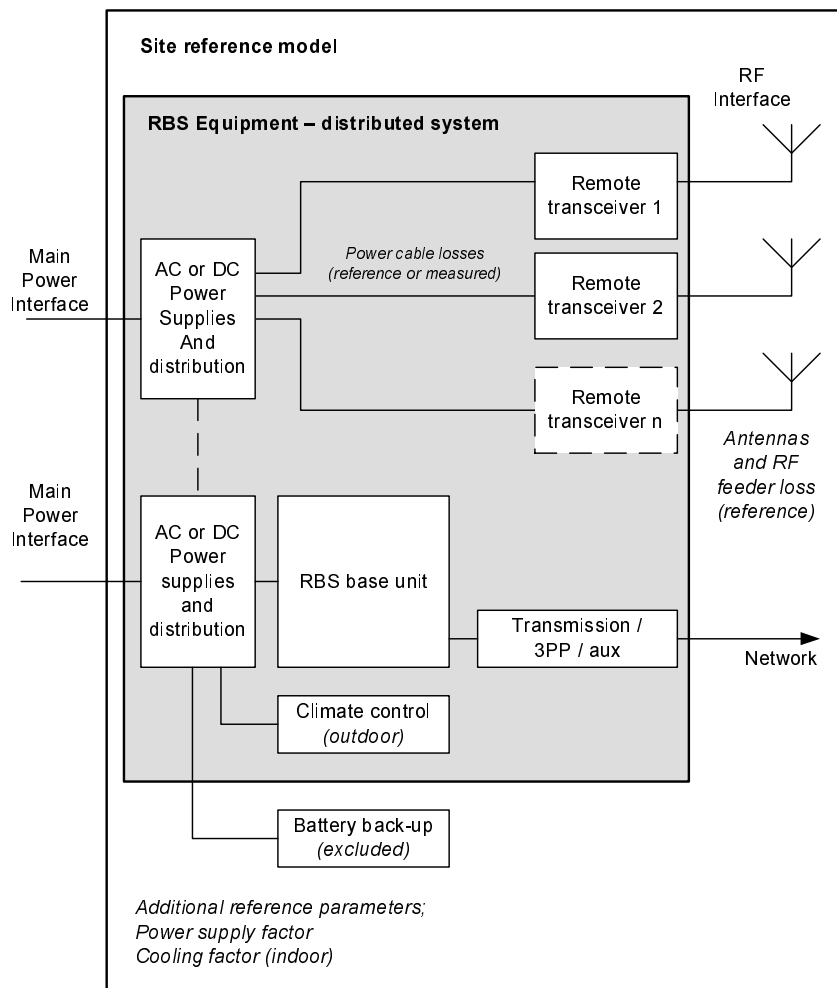 Site reference model
RF
Interface
RBS Equipment – distributed system
Remote
transceiver 1
Main
Power
Interface
AC or DC
Power
Supplies
And
distribution
Power cable losses
(reference or measured)
Remote
transceiver 2
Remote
transceiver n
Antennas
and RF
feeder loss
(reference)
Main
Power
Interface
AC or DC
Power
supplies
and
distribution
RBS base unit
Transmission /
3PP / aux
Network
Climate control
(outdoor)
Battery back-up
(excluded)
Additional reference parameters;
Power supply factor
Cooling factor (indoor)